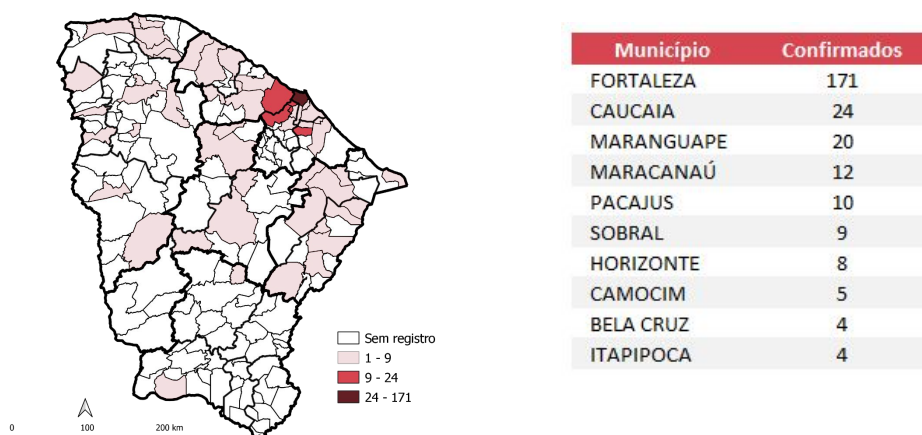 Sem registro
1 - 9
9 - 24
24 - 171
0 100 200 km
Município Confirmados
FORTALEZA 171
CAUCAIA 24
MARANGUAPE 20
MARACANAÚ 12
PACAJUS 10
SOBRAL 9
HORIZONTE 8
CAMOCIM 5
BELA CRUZ 4
ITAPIPOCA 4